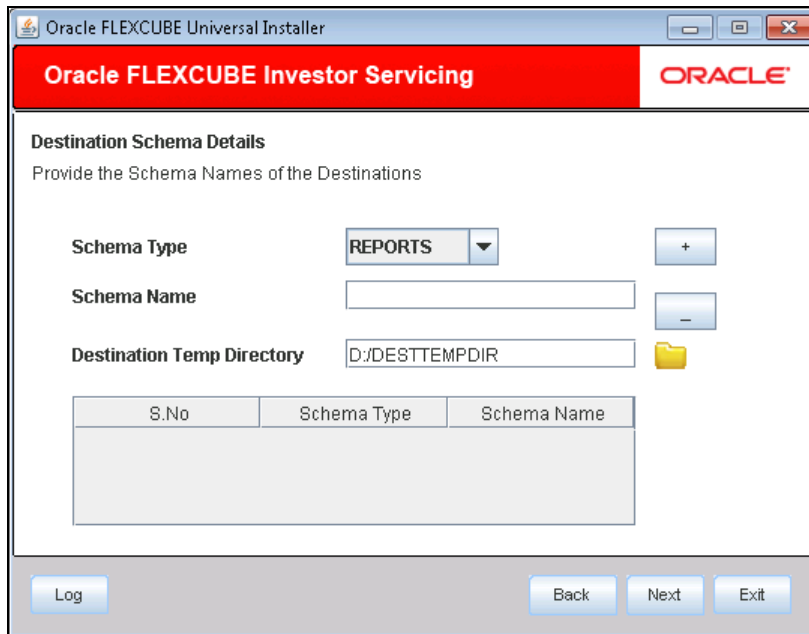 Oracle FLEXCUBE Universal Installer
Oracle FLEXCUBE Investor Servicing
ORACLE
Destination Schema Details
Provide the Schema Names of the Destinations
Schema Type REPORTS +
Schema Name _
Destination Temp Directory D:/DESTTEMPDIR
S.No Schema Type Schema Name
Log Back Next Exit